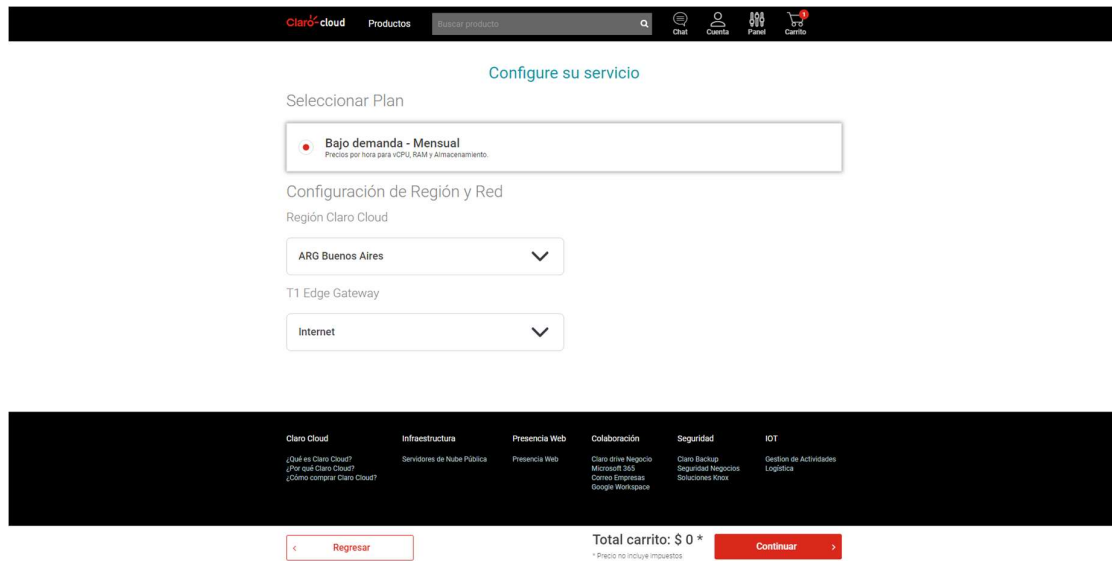 Claro cloud
Productos
Buscar producto
Chat
Cuenta
Panel
1
Carrito
Configure su servicio
Seleccionar Plan
Bajo demanda - Mensual
Precios por hora para vCPU, RAM y Almacenamiento.
Configuración de Región y Red
Región Claro Cloud
ARG Buenos Aires
T1 Edge Gateway
Internet
Claro Cloud
¿Qué es Claro Cloud?
¿Por qué Claro Cloud?
¿Cómo comprar Claro Cloud?
Infraestructura
Servidores de Nube Pública
Presencia Web
Presencia Web
Colaboración
Claro drive Negocio
Microsoft 365
Correo Empresas
Google Workspace
Seguridad
Claro Backup
Seguridad Negocios
Soluciones Knox
IOT
Gestion de Actividades
Logística
Regresar
Total carrito: $ 0 *
* Precio no incluye impuestos.
Continuar